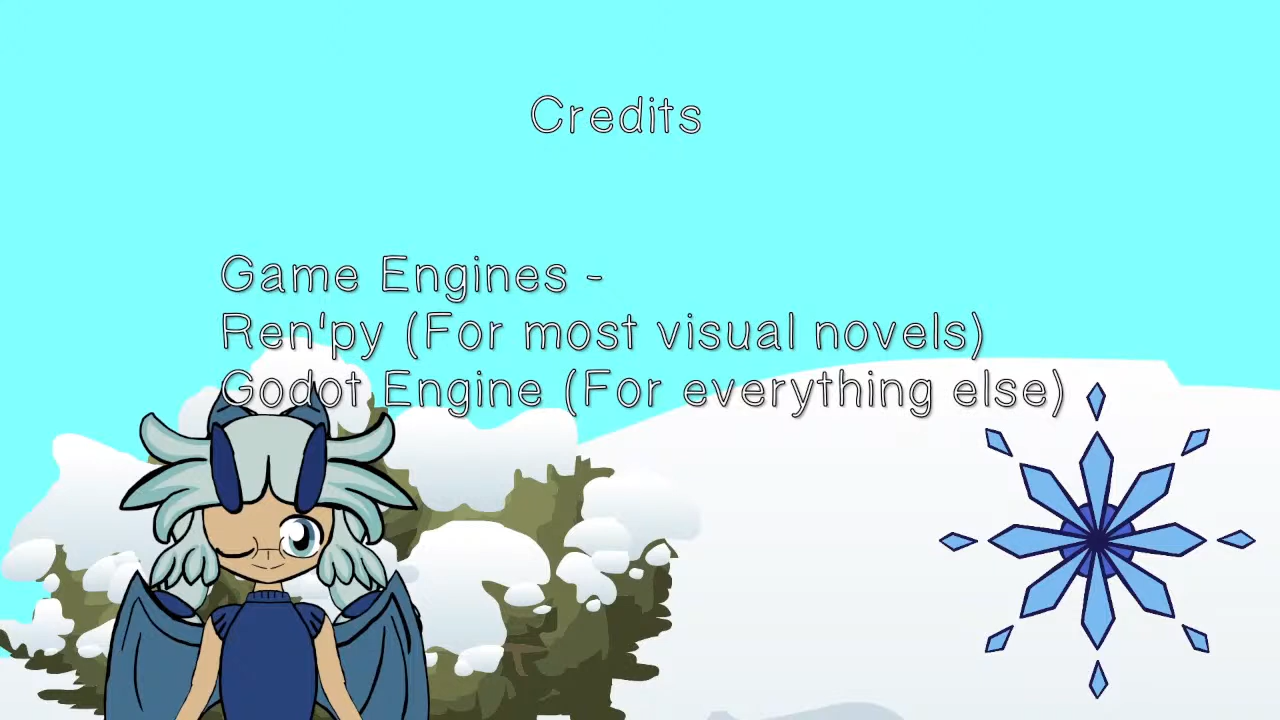 Credits
Game Engines -
Ren'py (For most visual novels)
Godot Engine (For everything else)